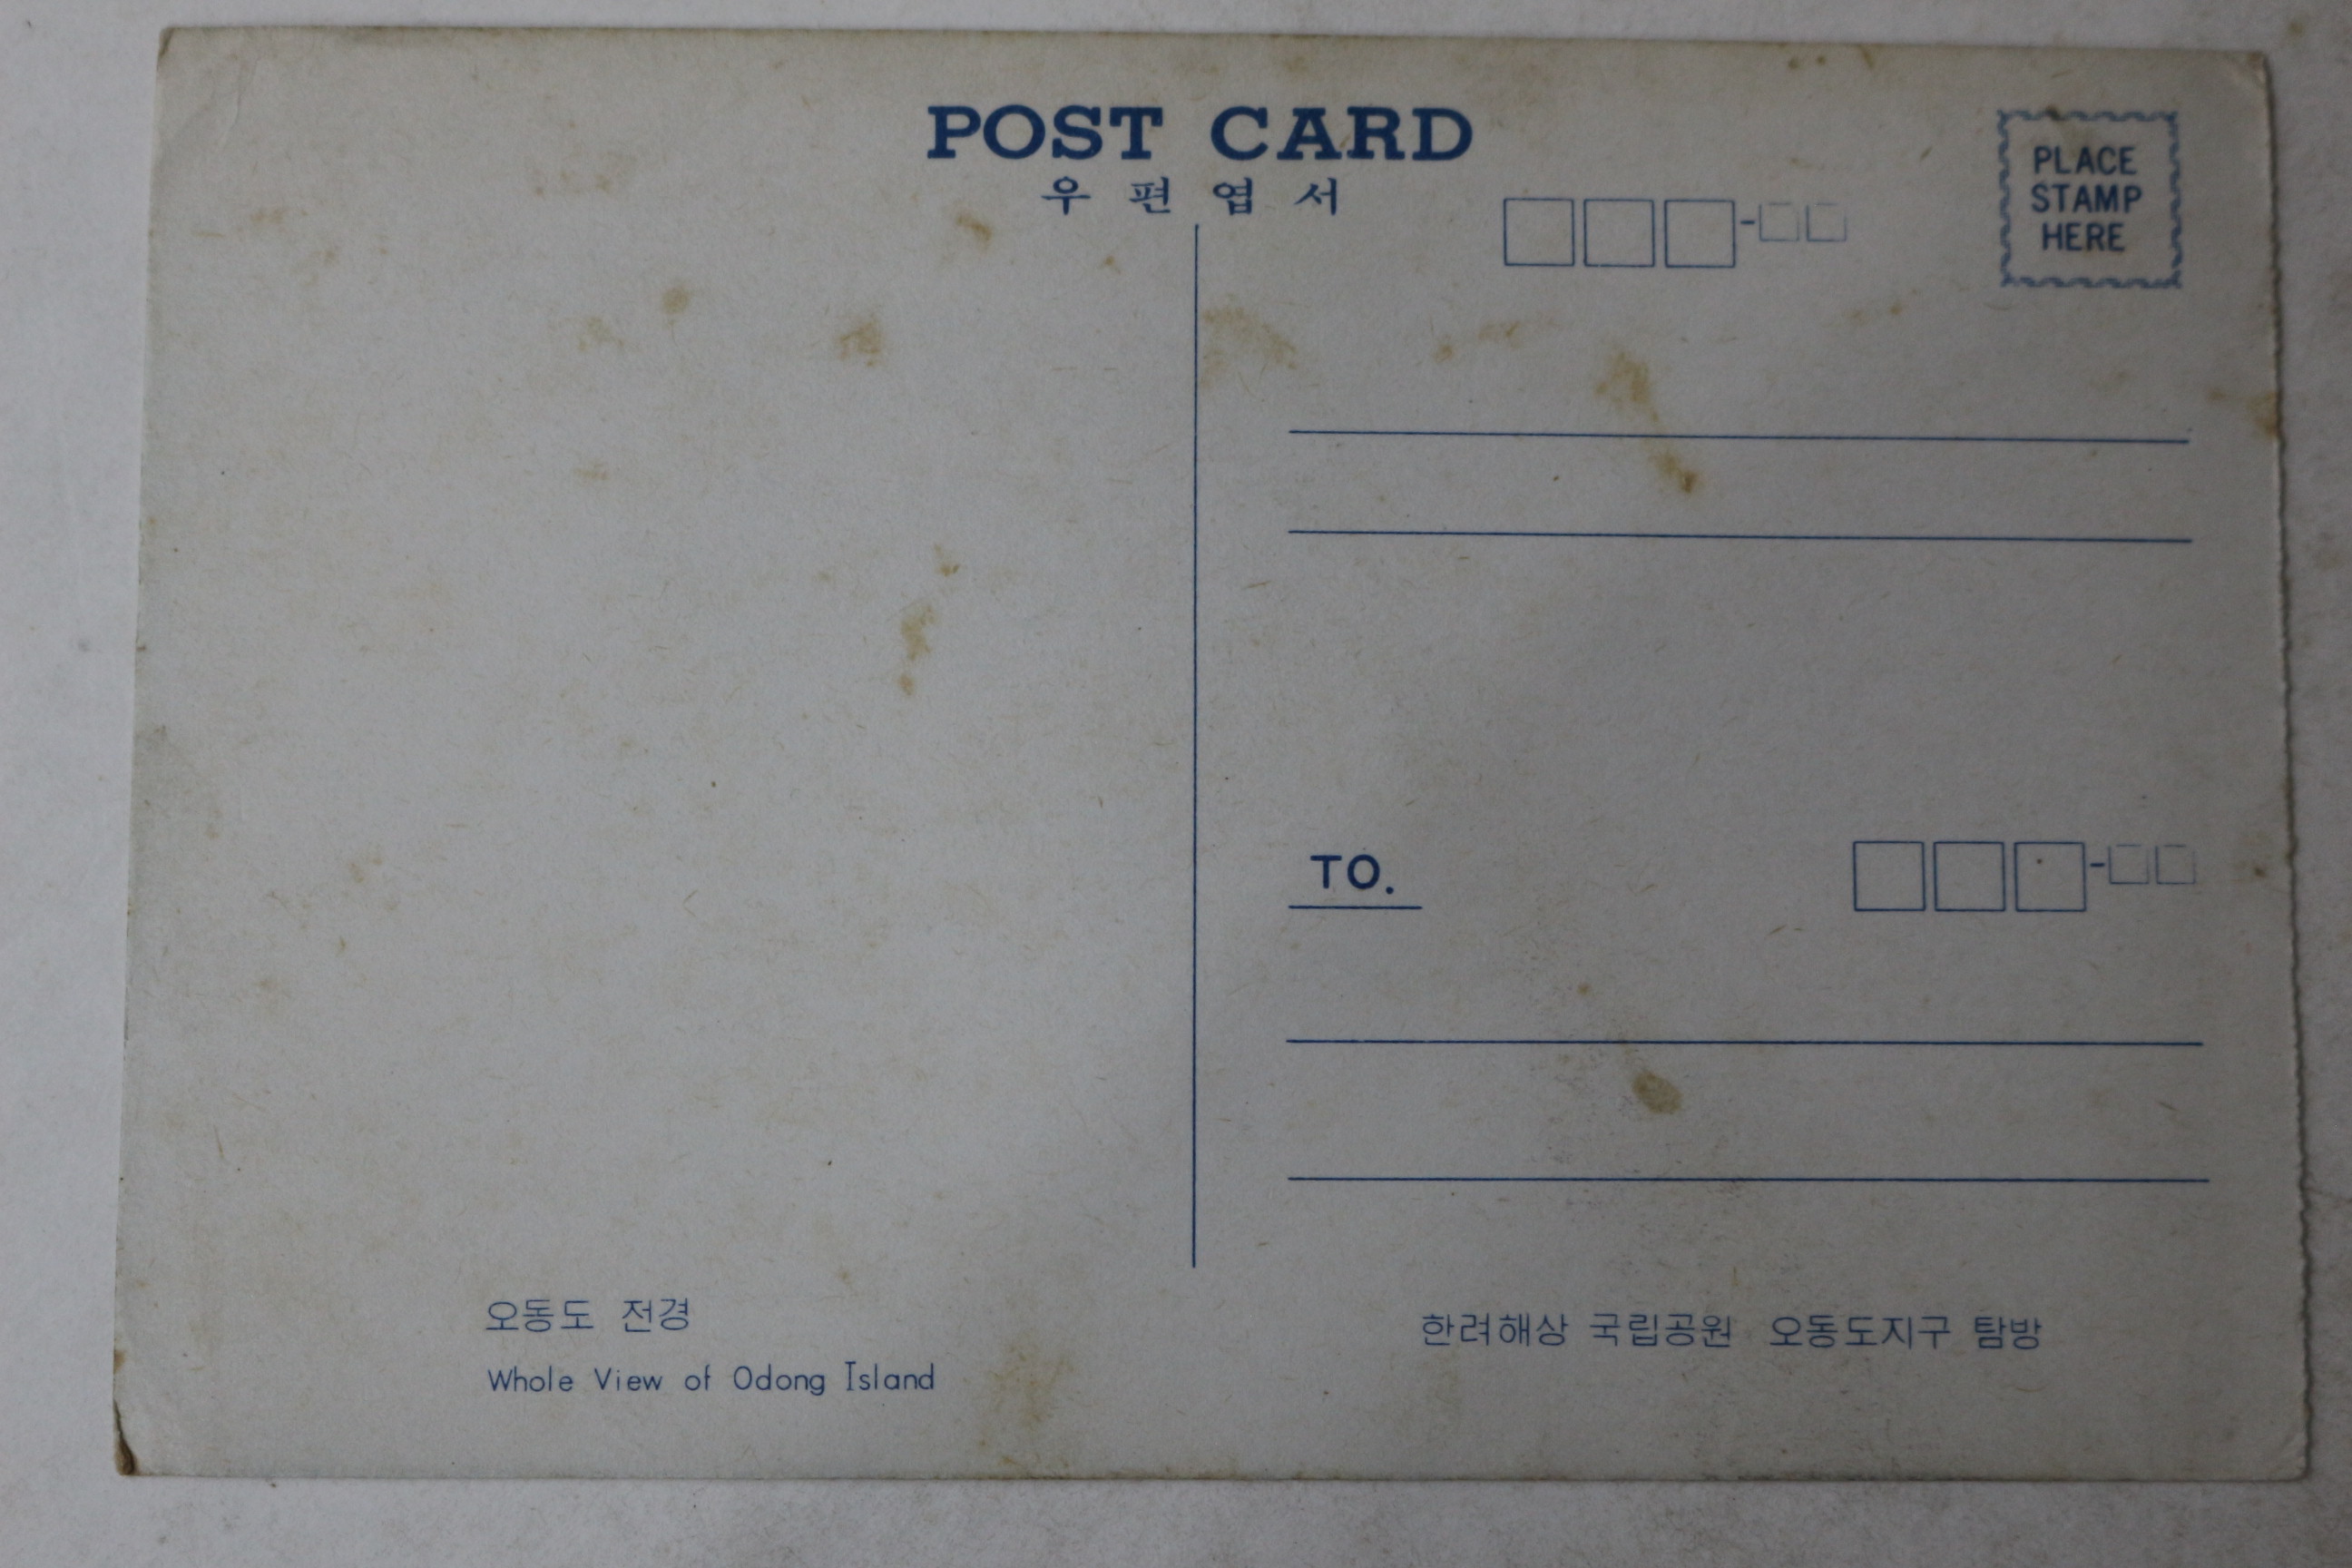 POST CARD
우편엽서
PLACE
STAMP
HERE
TO.
오동도 전경
Whole View of Odong Island
한려해상 국립공원 오동도지구 탐방